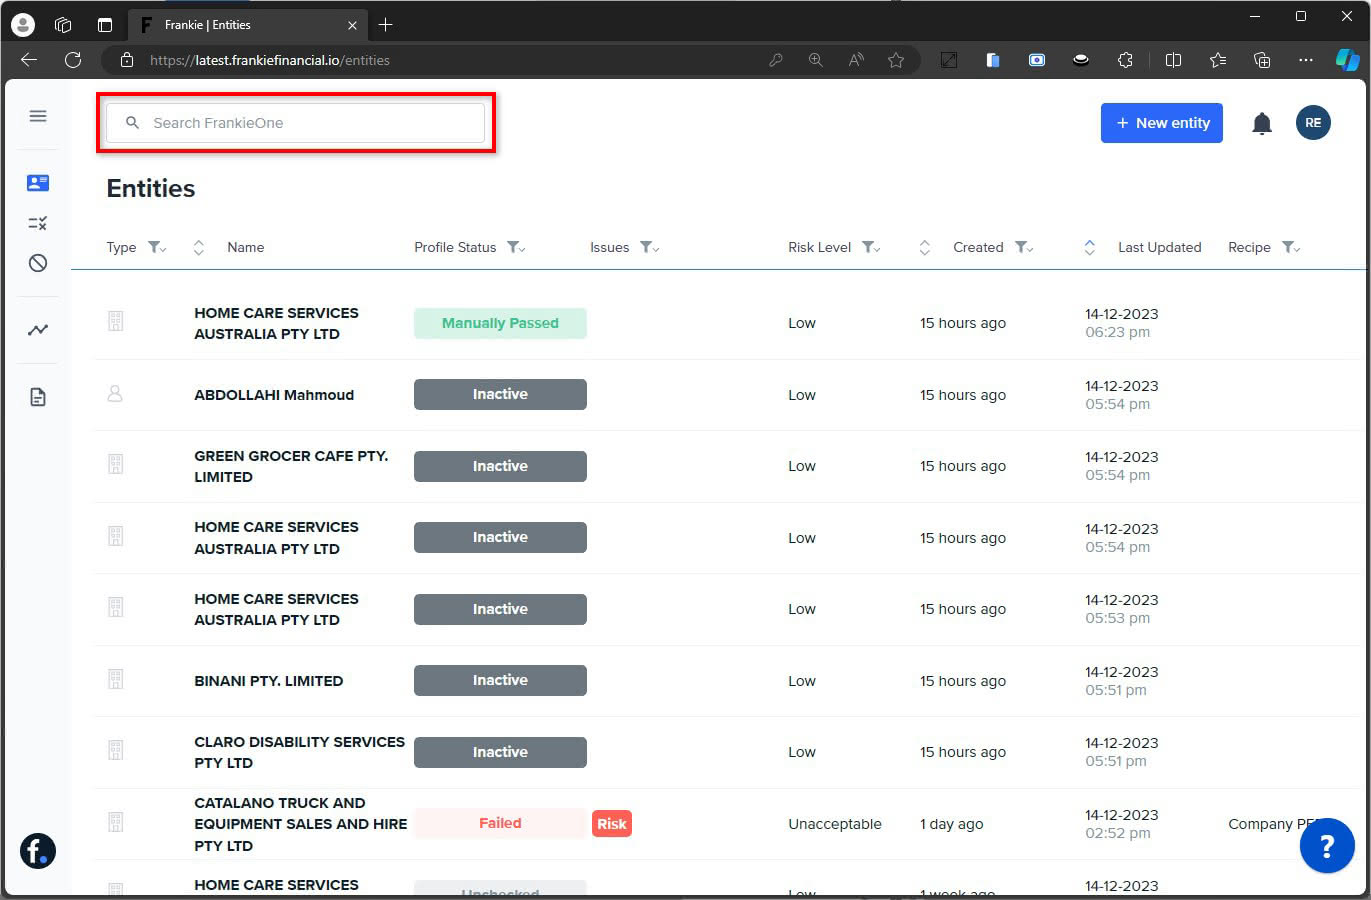 Frankie | Entities
https://latest.frankiefinancial.io/entities
Search FrankieOne
+ New entity
RE
Entities
Type Name Profile Status Issues Risk Level Created Last Updated Recipe
HOME CARE SERVICES
AUSTRALIA PTY LTD
Manually Passed
Low
15 hours ago
14-12-2023
06:23 pm
ABDOLLAHI Mahmoud
Inactive
Low
15 hours ago
14-12-2023
05:54 pm
GREEN GROCER CAFE PTY.
LIMITED
Inactive
Low
15 hours ago
14-12-2023
05:54 pm
HOME CARE SERVICES
AUSTRALIA PTY LTD
Inactive
Low
15 hours ago
14-12-2023
05:54 pm
HOME CARE SERVICES
AUSTRALIA PTY LTD
Inactive
Low
15 hours ago
14-12-2023
05:53 pm
BINANI PTY. LIMITED
Inactive
Low
15 hours ago
14-12-2023
05:51 pm
CLARO DISABILITY SERVICES
PTY LTD
Inactive
Low
15 hours ago
14-12-2023
05:51 pm
CATALANO TRUCK AND
EQUIPMENT SALES AND HIRE
PTY LTD
Failed
Risk
Unacceptable
1 day ago
14-12-2023
02:52 pm
Company
?
f.
HOME CARE SERVICES
Unchecked
Low
1 week ago
14-12-2023